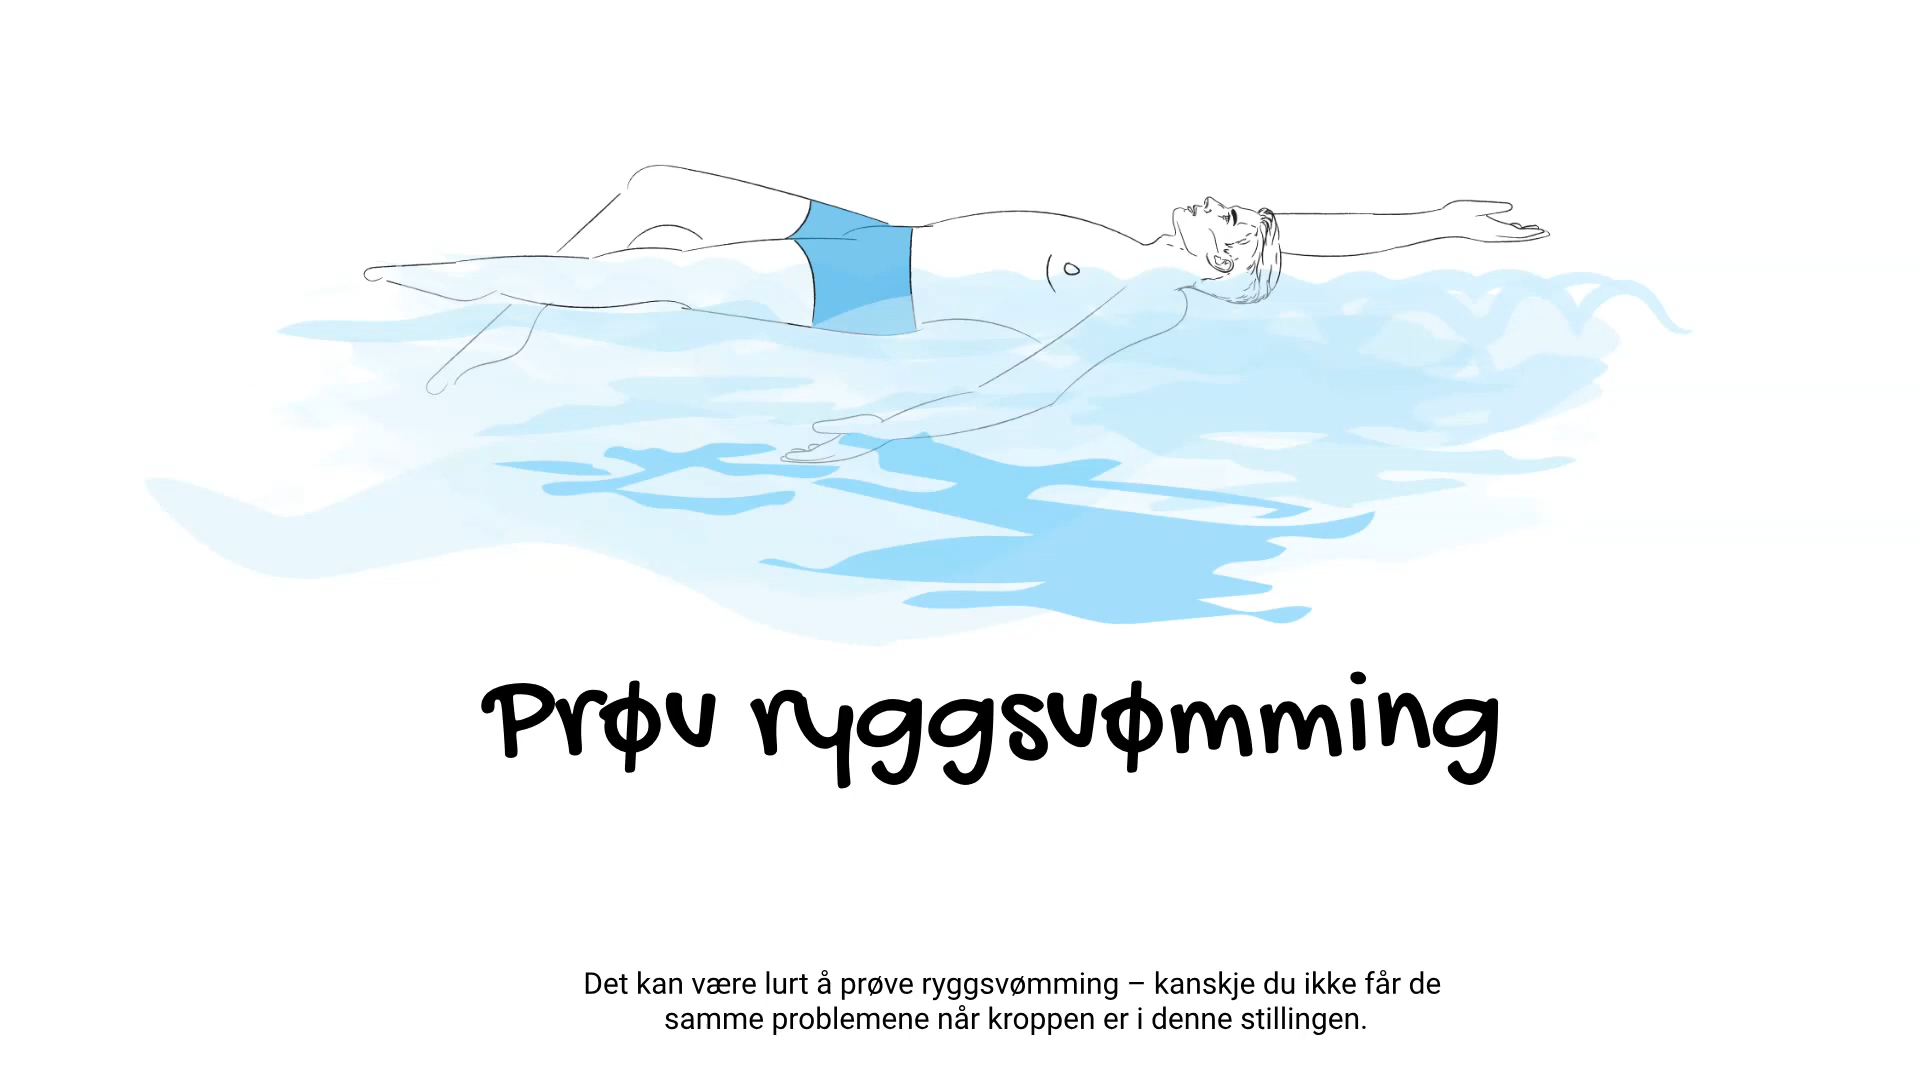 Prøv ryggsvømming
Det kan være lurt å prøve ryggsvømming – kanskje du ikke får de
samme problemene når kroppen er i denne stillingen.